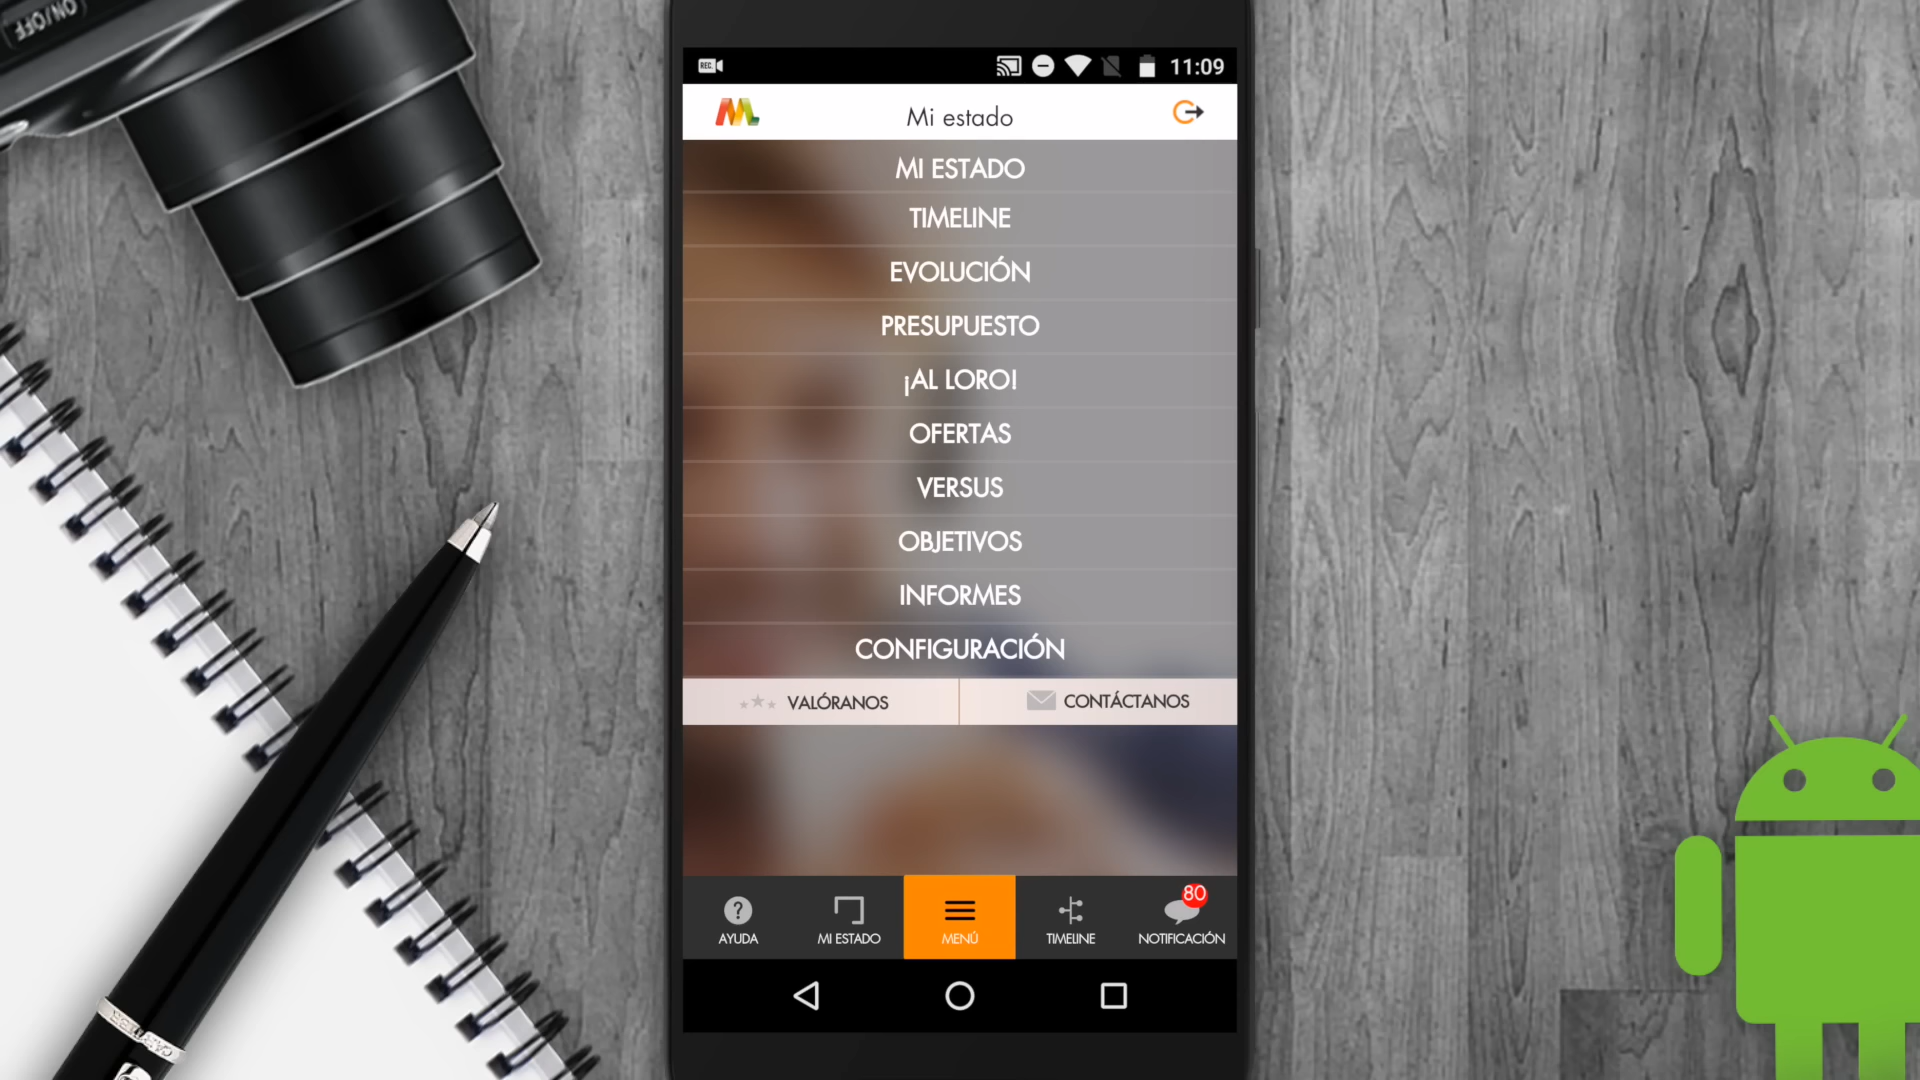 ON/OFF
REC
11:09
Mi estado
MI ESTADO
TIMELINE
EVOLUCIÓN
PRESUPUESTO
¡AL LORO!
OFERTAS
VERSUS
OBJETIVOS
INFORMES
CONFIGURACIÓN
VALÓRANOS
CONTÁCTANOS
80
AYUDA
MI ESTADO
MENÚ
TIMELINE
NOTIFICACIÓN